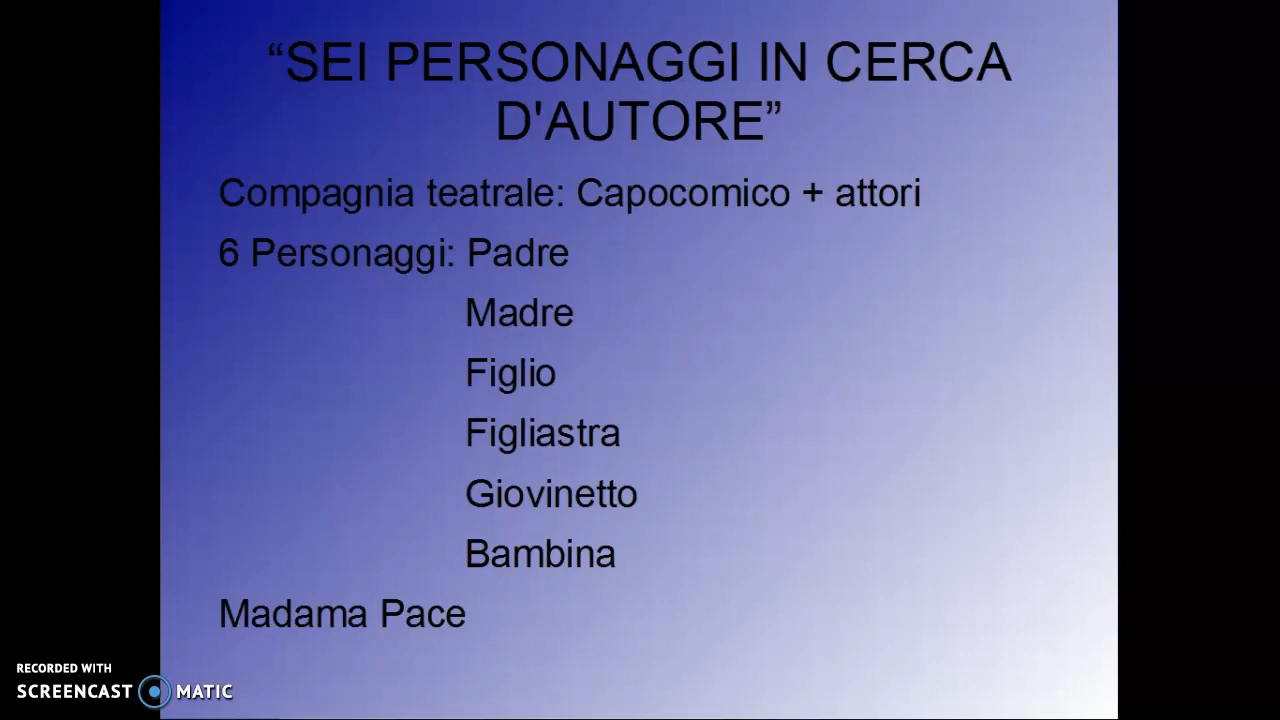 “SEI PERSONAGGI IN CERCA
D'AUTORE”
Compagnia teatrale: Capocomico + attori
6 Personaggi: Padre
Madre
Figlio
Figliastra
Giovinetto
Bambina
Madama Pace
RECORDED WITH
SCREENCAST MATIC